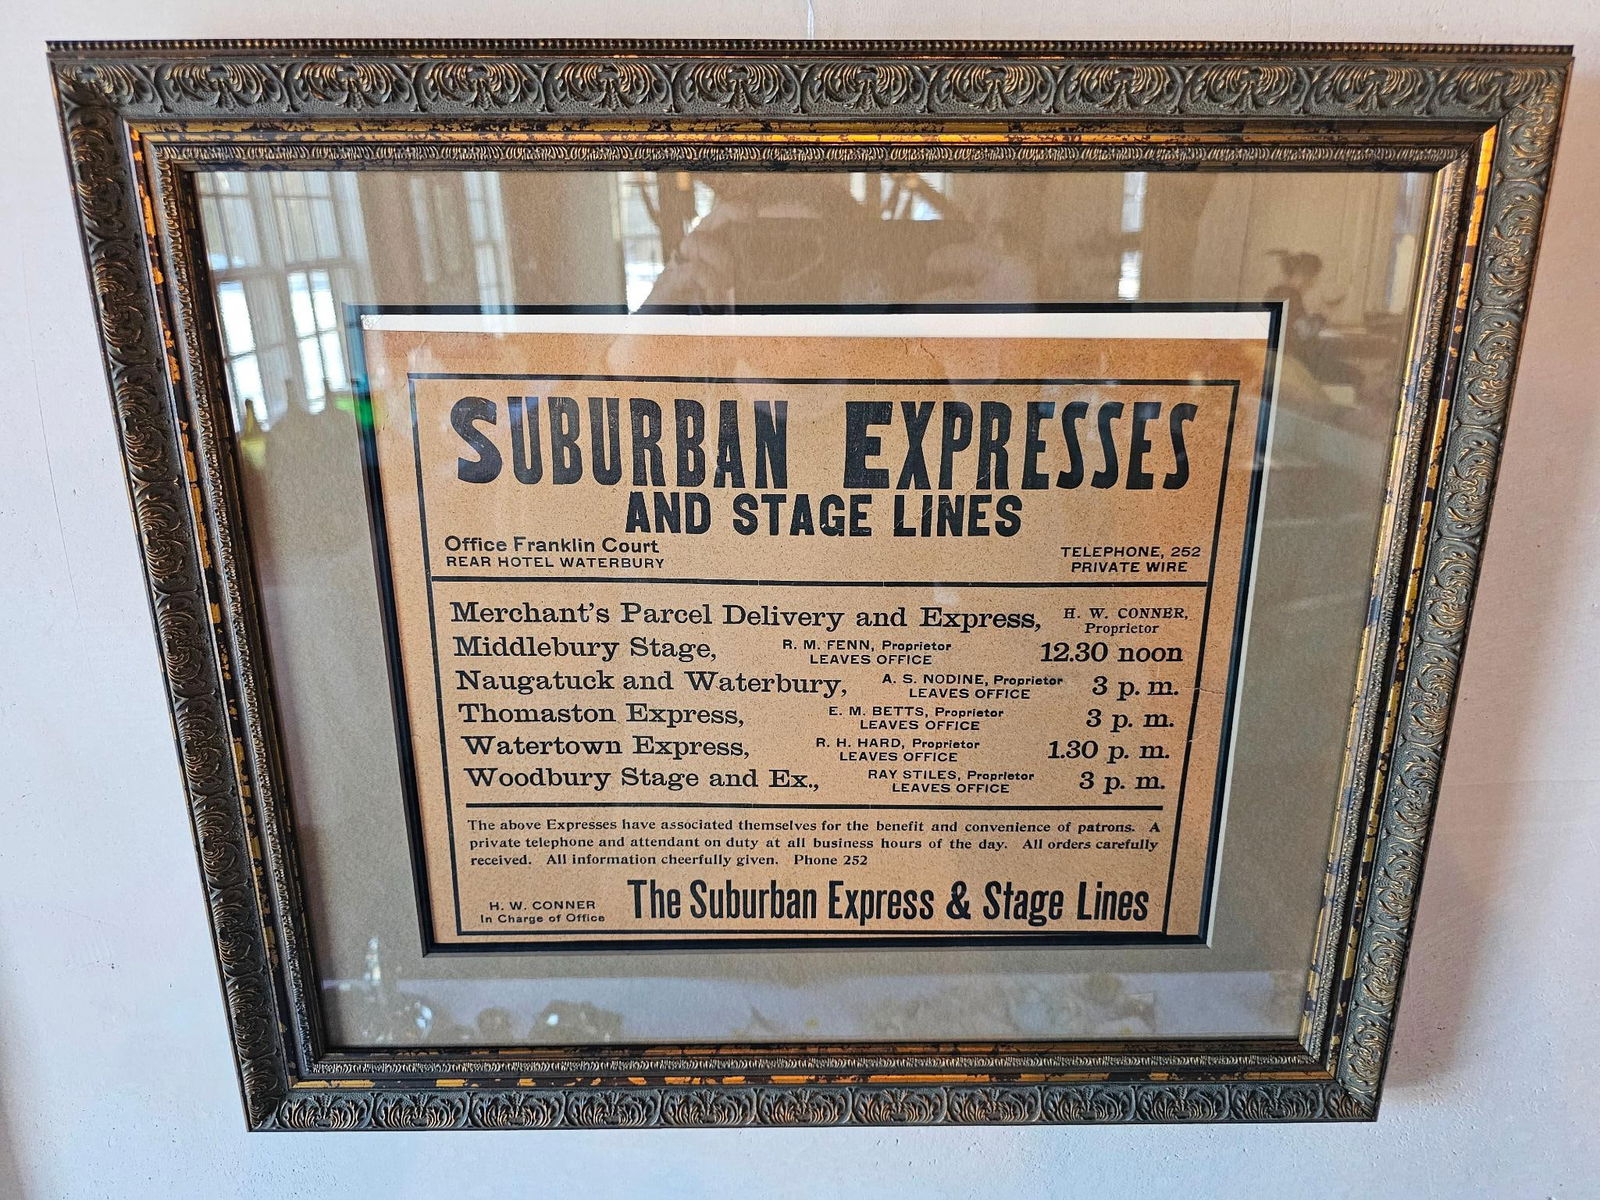 SUBURBAN EXPRESSES
AND STAGE LINES
Office Franklin Court
REAR HOTEL WATERBURY
TELEPHONE, 252
PRIVATE WIRE
Merchant's Parcel Delivery and Express, H. W. CONNER,
Proprietor
Middlebury Stage, R. M. FENN, Proprietor
LEAVES OFFICE 12.30 noon
Naugatuck and Waterbury, A. S. NODINE, Proprietor
LEAVES OFFICE 3 p. m.
Thomaston Express, E. M. BETTS, Proprietor
LEAVES OFFICE 3 p. m.
Watertown Express, R. H. HARD, Proprietor
LEAVES OFFICE 1.30 p. m.
Woodbury Stage and Ex., RAY STILES, Proprietor
LEAVES OFFICE 3 p. m.
The above Expresses have associated themselves for the benefit and convenience of patrons. A
private telephone and attendant on duty at all business hours of the day. All orders carefully
received. All information cheerfully given. Phone 252
H. W. CONNER
In Charge of Office
The Suburban Express & Stage Lines